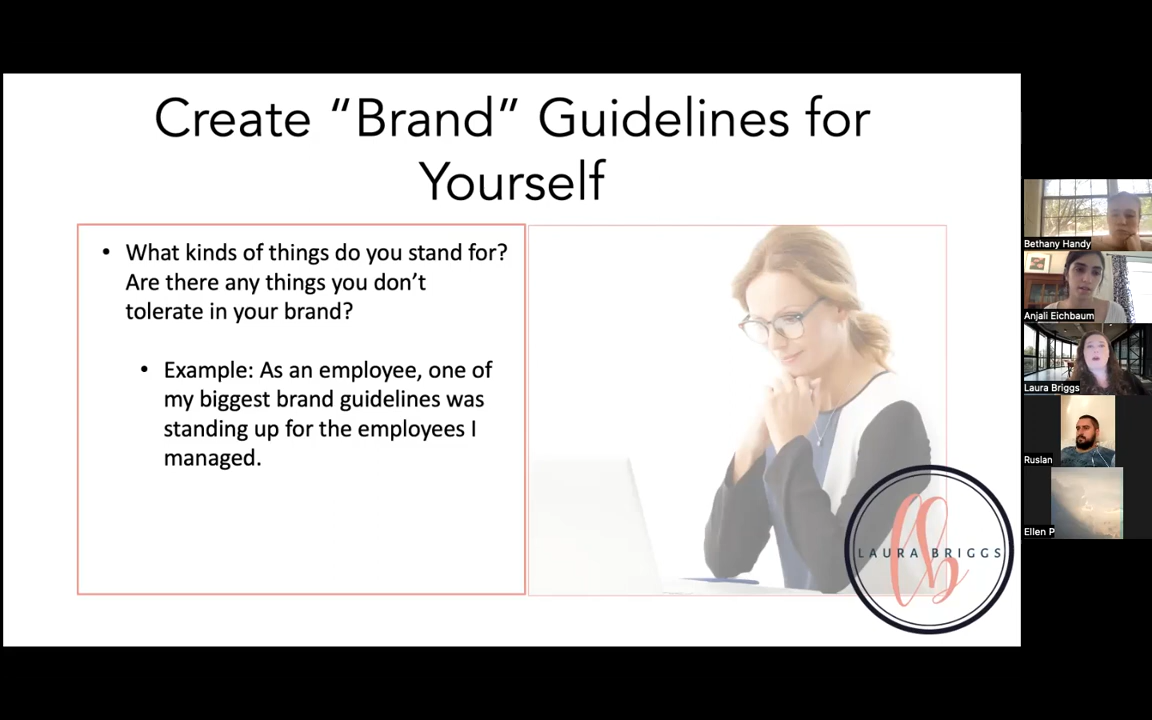 Create “Brand” Guidelines for
Yourself
• What kinds of things do you stand for?
Are there any things you don’t
tolerate in your brand?
• Example: As an employee, one of
my biggest brand guidelines was
standing up for the employees I
managed.
LAURA BRIGGS
lb
Bethany Handy
Anjali Eichbaum
Laura Briggs
Ruslan
Ellen P